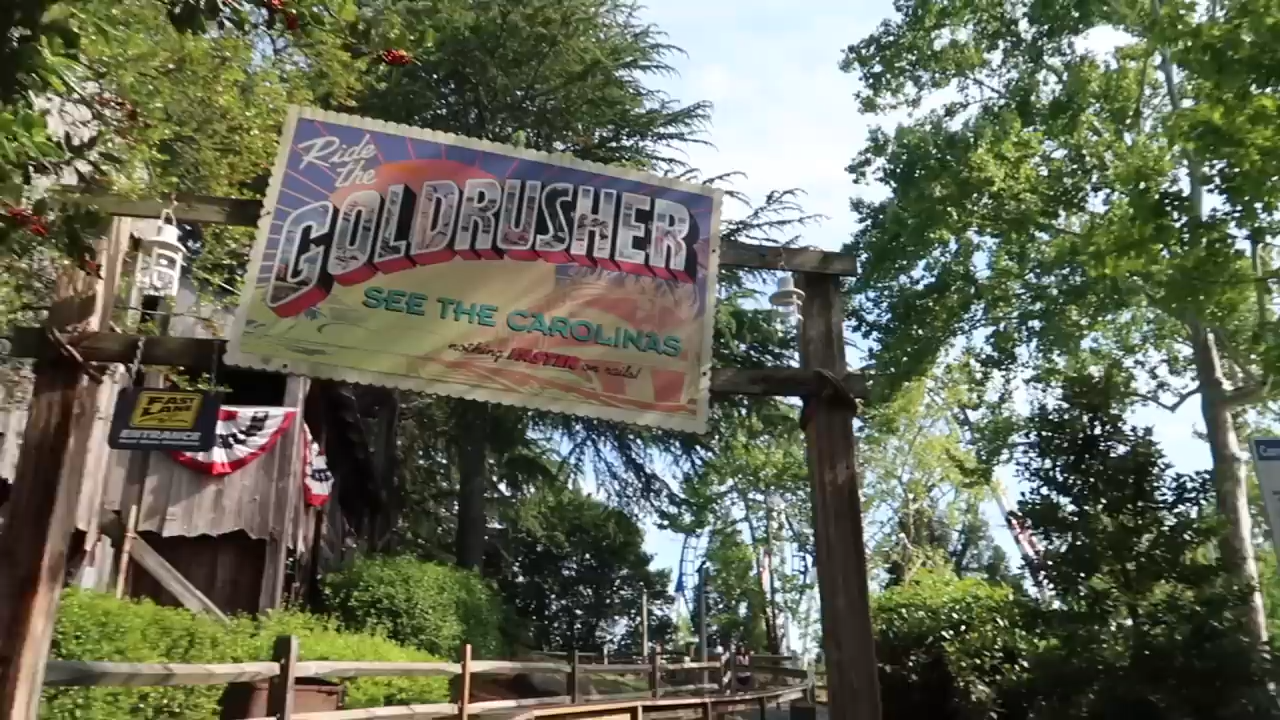 Ride
the
GOLDRUSHER
SEE THE CAROLINAS
nothing FASTER on rails!
FAST
LANE
ENTRANCE